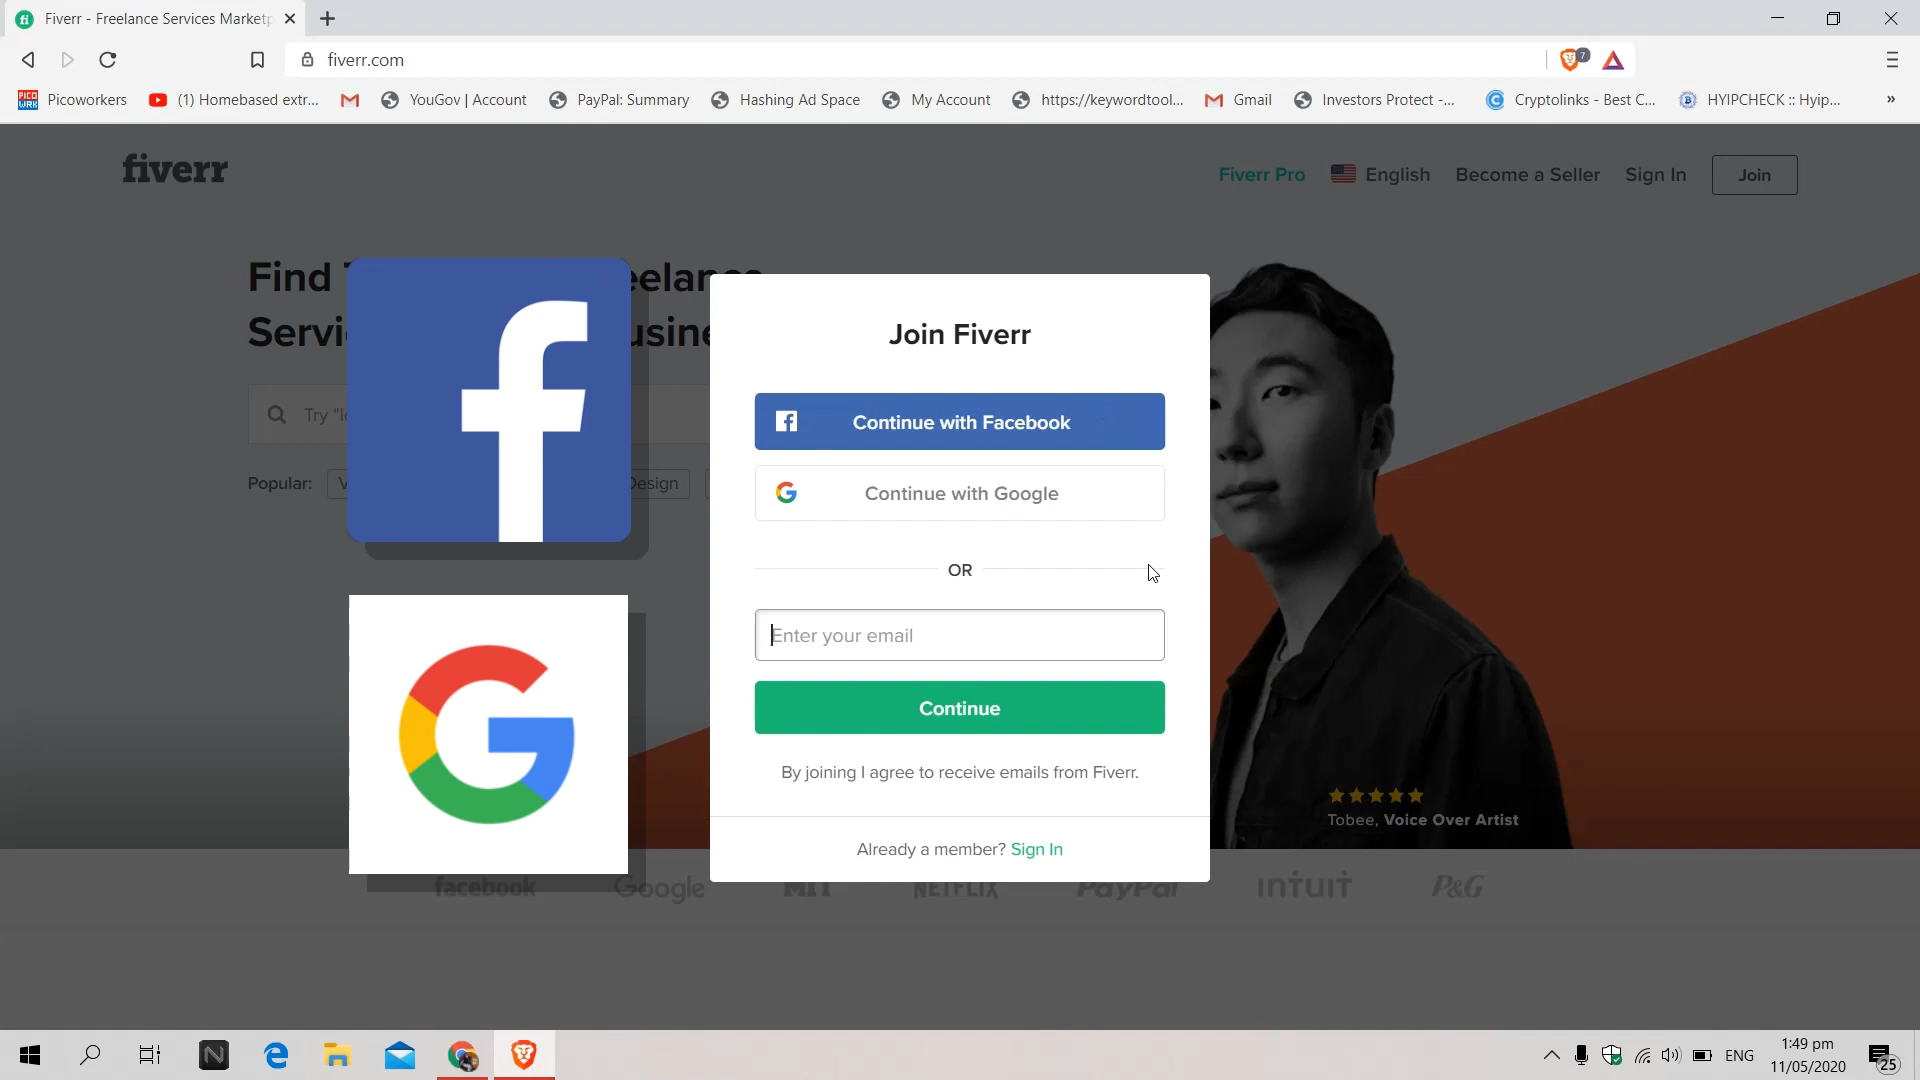 Fiverr - Freelance Services Marketp
fiverr.com
7
Picoworkers
(1) Homebased extr...
YouGov | Account
PayPal: Summary
Hashing Ad Space
My Account
https://keywordtool...
Gmail
Investors Protect -...
Cryptolinks - Best C...
HYIPCHECK :: Hyip...
»
fiverr
Fiverr Pro
English
Become a Seller
Sign In
Join
Find
Servi
Try "l
Popular:
Design
Join Fiverr
Continue with Facebook
Continue with Google
OR
Enter your email
Continue
By joining I agree to receive emails from Fiverr.
Already a member? Sign In
Tobee, Voice Over Artist
facebook
Google
MIT
NETFLIX
PayPal
intuit
P&G
ENG
1:49 pm
11/05/2020
25